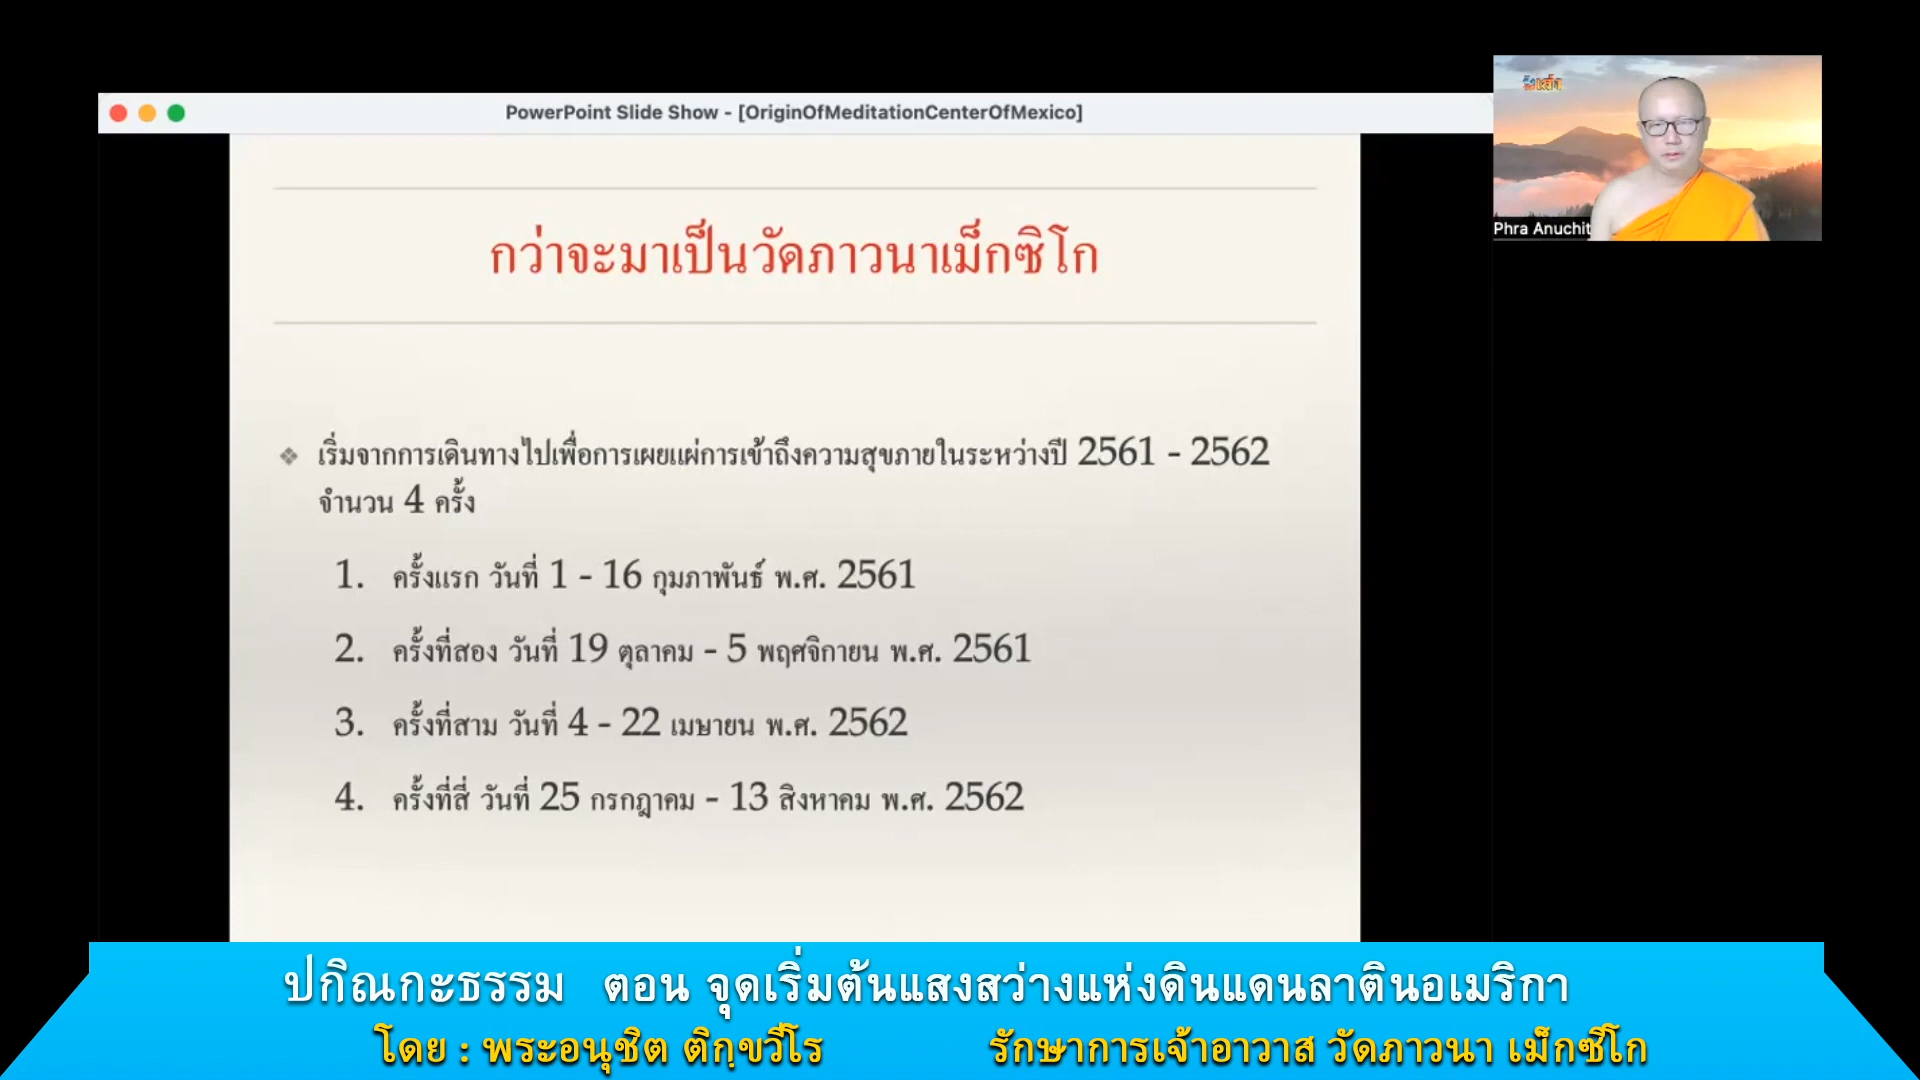 PowerPoint Slide Show - [OriginOfMeditationCenterOfMexico]
Phra Anuchit
กว่าจะมาเป็นวัดภาวนาเม็กซิโก
❖ เริ่มจากการเดินทางไปเพื่อการเผยแผ่การเข้าถึงความสุขภายในระหว่างปี 2561 - 2562
จำนวน 4 ครั้ง
1. ครั้งแรก วันที่ 1 - 16 กุมภาพันธ์ พ.ศ. 2561
2. ครั้งที่สอง วันที่ 19 ตุลาคม - 5 พฤศจิกายน พ.ศ. 2561
3. ครั้งที่สาม วันที่ 4 - 22 เมษายน พ.ศ. 2562
4. ครั้งที่สี่ วันที่ 25 กรกฎาคม - 13 สิงหาคม พ.ศ. 2562
ปกิณกะธรรม ตอน จุดเริ่มต้นแสงสว่างแห่งดินแดนลาตินอเมริกา
โดย : พระอนุชิต ติกฺขวีโร รักษาการเจ้าอาวาส วัดภาวนา เม็กซีโก